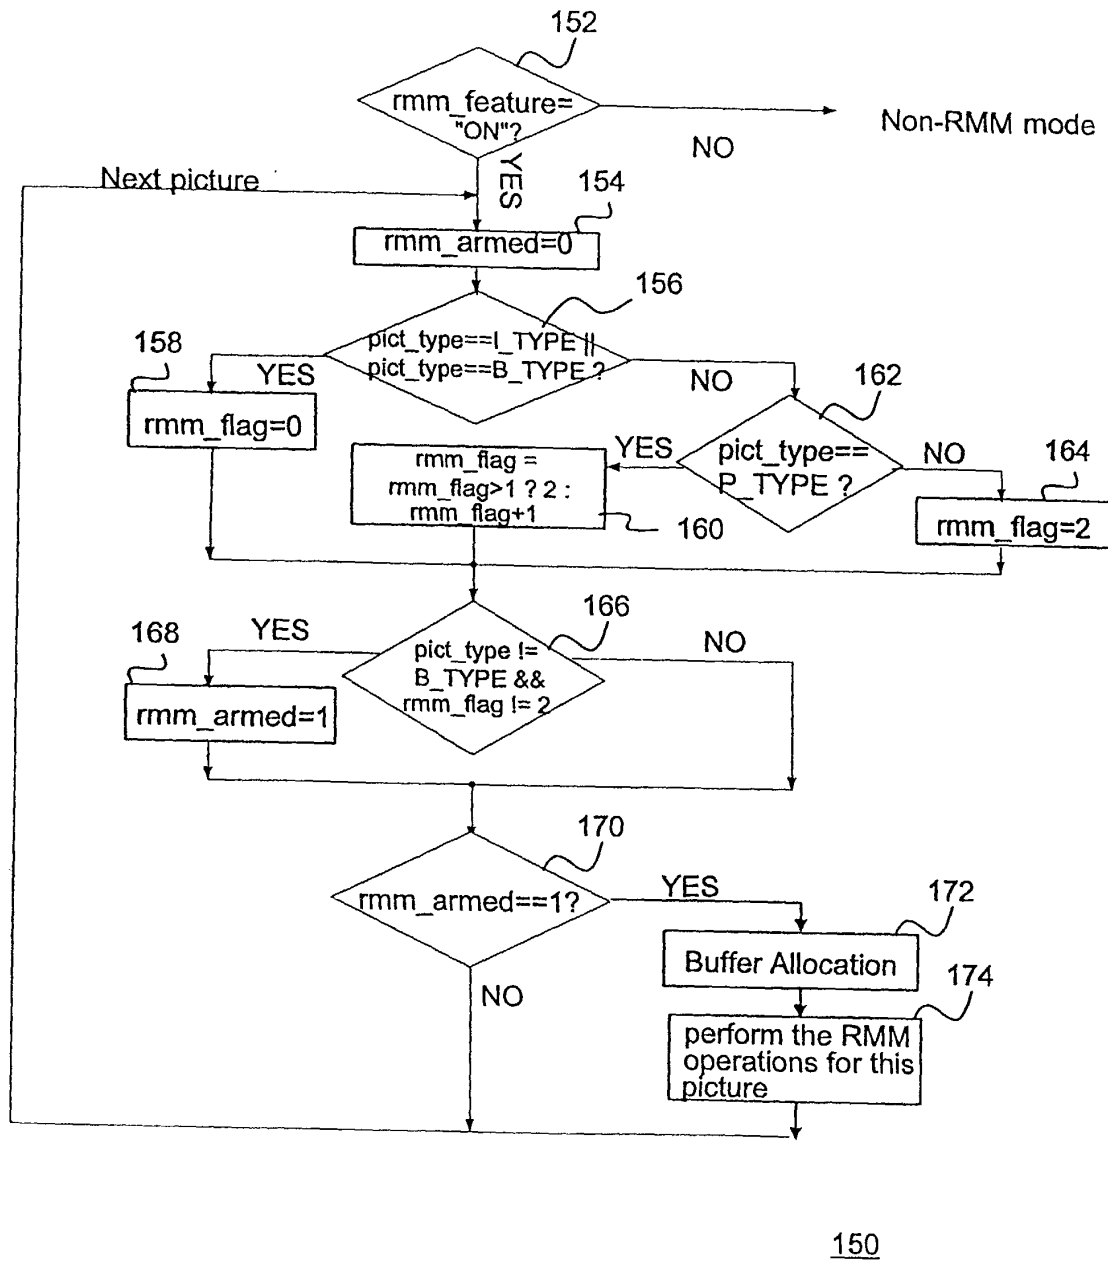 152
rmm_feature=
"ON"?
Non-RMM mode
NO
YES
Next picture
154
rmm_armed=0
156
pict_type==I_TYPE ||
pict_type==B_TYPE ?
158
YES
NO
162
rmm_flag=0
YES
pict_type==
P_TYPE ?
NO
164
rmm_flag =
rmm_flag>1 ? 2 :
rmm_flag+1
160
rmm_flag=2
166
168
YES
pict_type !=
B_TYPE &&
rmm_flag != 2
NO
rmm_armed=1
170
rmm_armed==1?
YES
172
Buffer Allocation
174
NO
perform the RMM
operations for this
picture
150